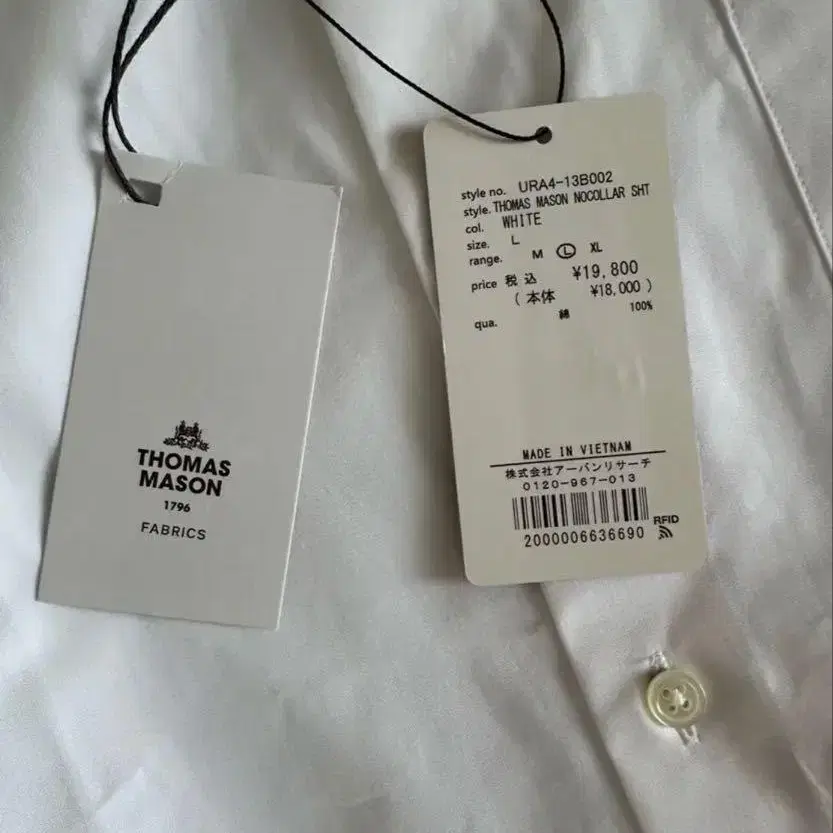 THOMAS
MASON
1796
FABRICS
style no. URA4-13B002
style. THOMAS MASON NOCOLLAR SHT
col. WHITE
size. L
range. M Ⓛ XL
price 税込 ¥19,800
(本体 ¥18,000)
qua. 綿 100%
MADE IN VIETNAM
株式会社アーバンリサーチ
0120-967-013
RFID
2000006636690